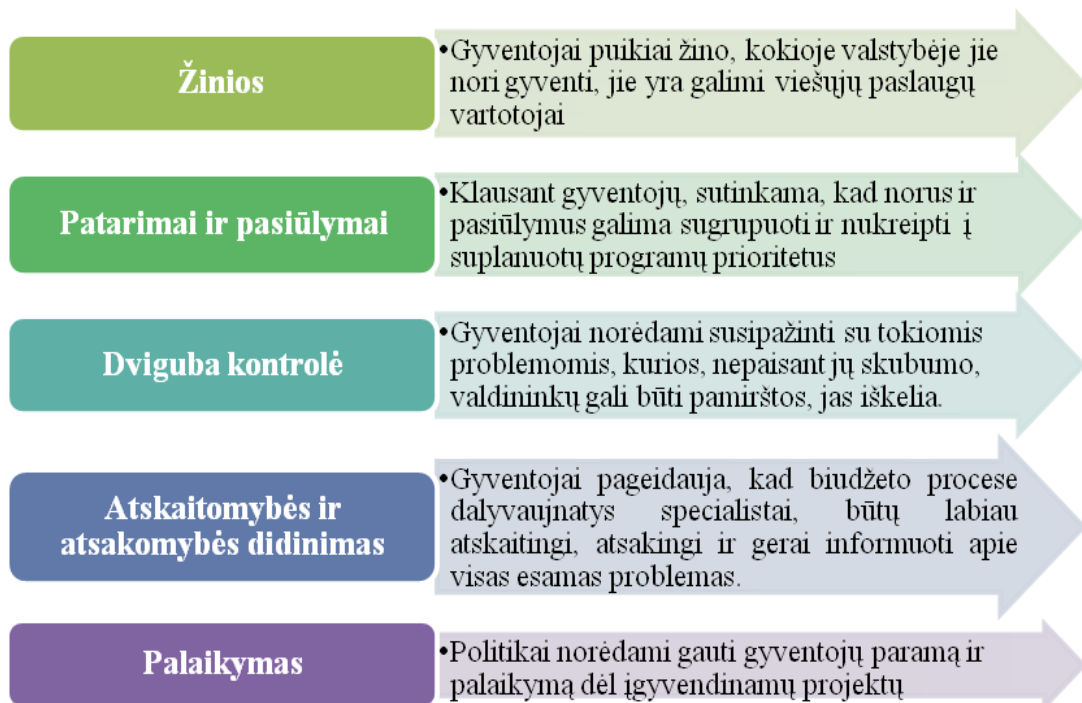 Žinios
•Gyventojai puikiai žino, kokioje valstybėje jie
nori gyventi, jie yra galimi viešųjų paslaugų
vartotojai
Patarimai ir pasiūlymai
•Klausant gyventojų, sutinkama, kad norus ir
pasiūlymus galima sugrupuoti ir nukreipti į
suplanuotų programų prioritetus
Dviguba kontrolė
•Gyventojai norėdami susipažinti su tokiomis
problemomis, kurios, nepaisant jų skubumo,
valdininkų gali būti pamirštos, jas iškelia.
Atskaitomybės ir
atsakomybės didinimas
•Gyventojai pageidauja, kad biudžeto procese
dalyvaujnatys specialistai, būtų labiau
atskaitingi, atsakingi ir gerai informuoti apie
visas esamas problemas.
Palaikymas
•Politikai norėdami gauti gyventojų paramą ir
palaikymą dėl įgyvendinamų projektų